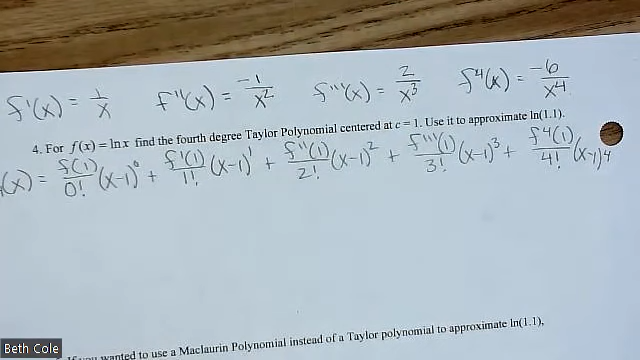 f'(x) = 1/x f''(x) = -1/x² f'''(x) = 2/x³ f⁴(x) = -6/x⁴
4. For f(x) = ln x find the fourth degree Taylor Polynomial centered at c = 1. Use it to approximate ln(1.1).
(x) = f(1)/0! (x-1)⁰ + f'(1)/1! (x-1)¹ + f''(1)/2! (x-1)² + f'''(1)/3! (x-1)³ + f⁴(1)/4! (x-1)⁴
you wanted to use a Maclaurin Polynomial instead of a Taylor polynomial to approximate ln(1.1),
Beth Cole